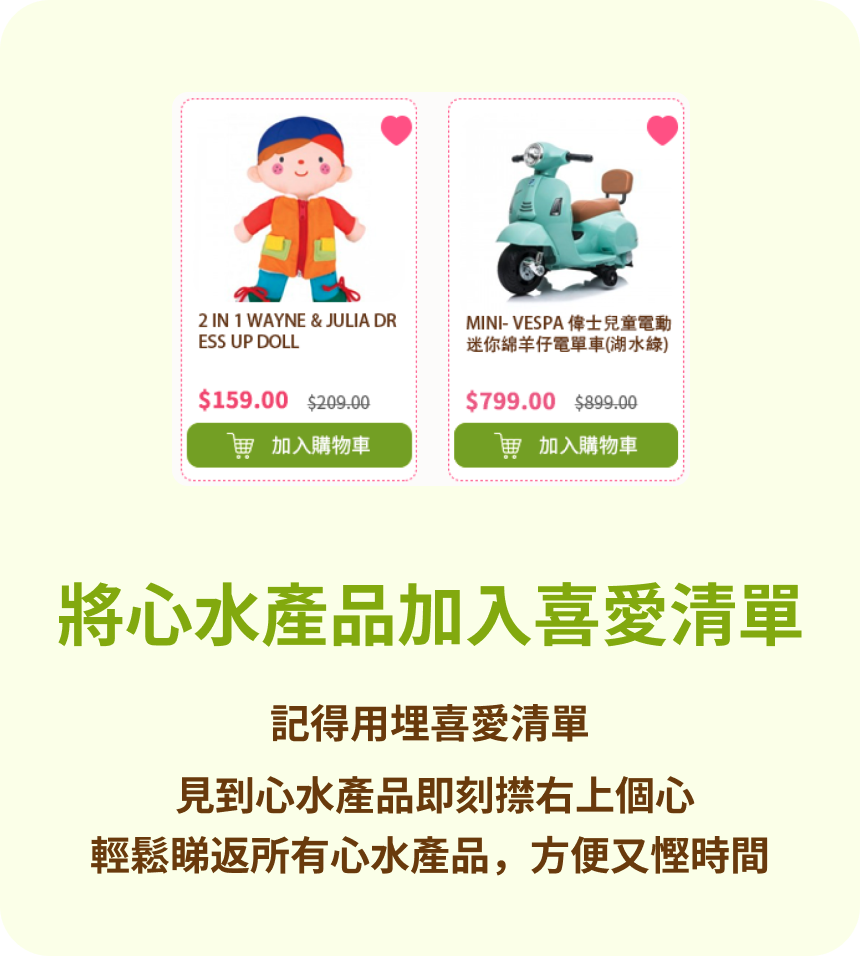 2 IN 1 WAYNE & JULIA DR
ESS UP DOLL
$159.00 $209.00
加入購物車
MINI- VESPA 偉士兒童電動
迷你綿羊仔電單車(湖水綠)
$799.00 $899.00
加入購物車
將心水產品加入喜愛清單
記得用埋喜愛清單
見到心水產品即刻㩒右上個心
輕鬆睇返所有心水產品，方便又慳時間